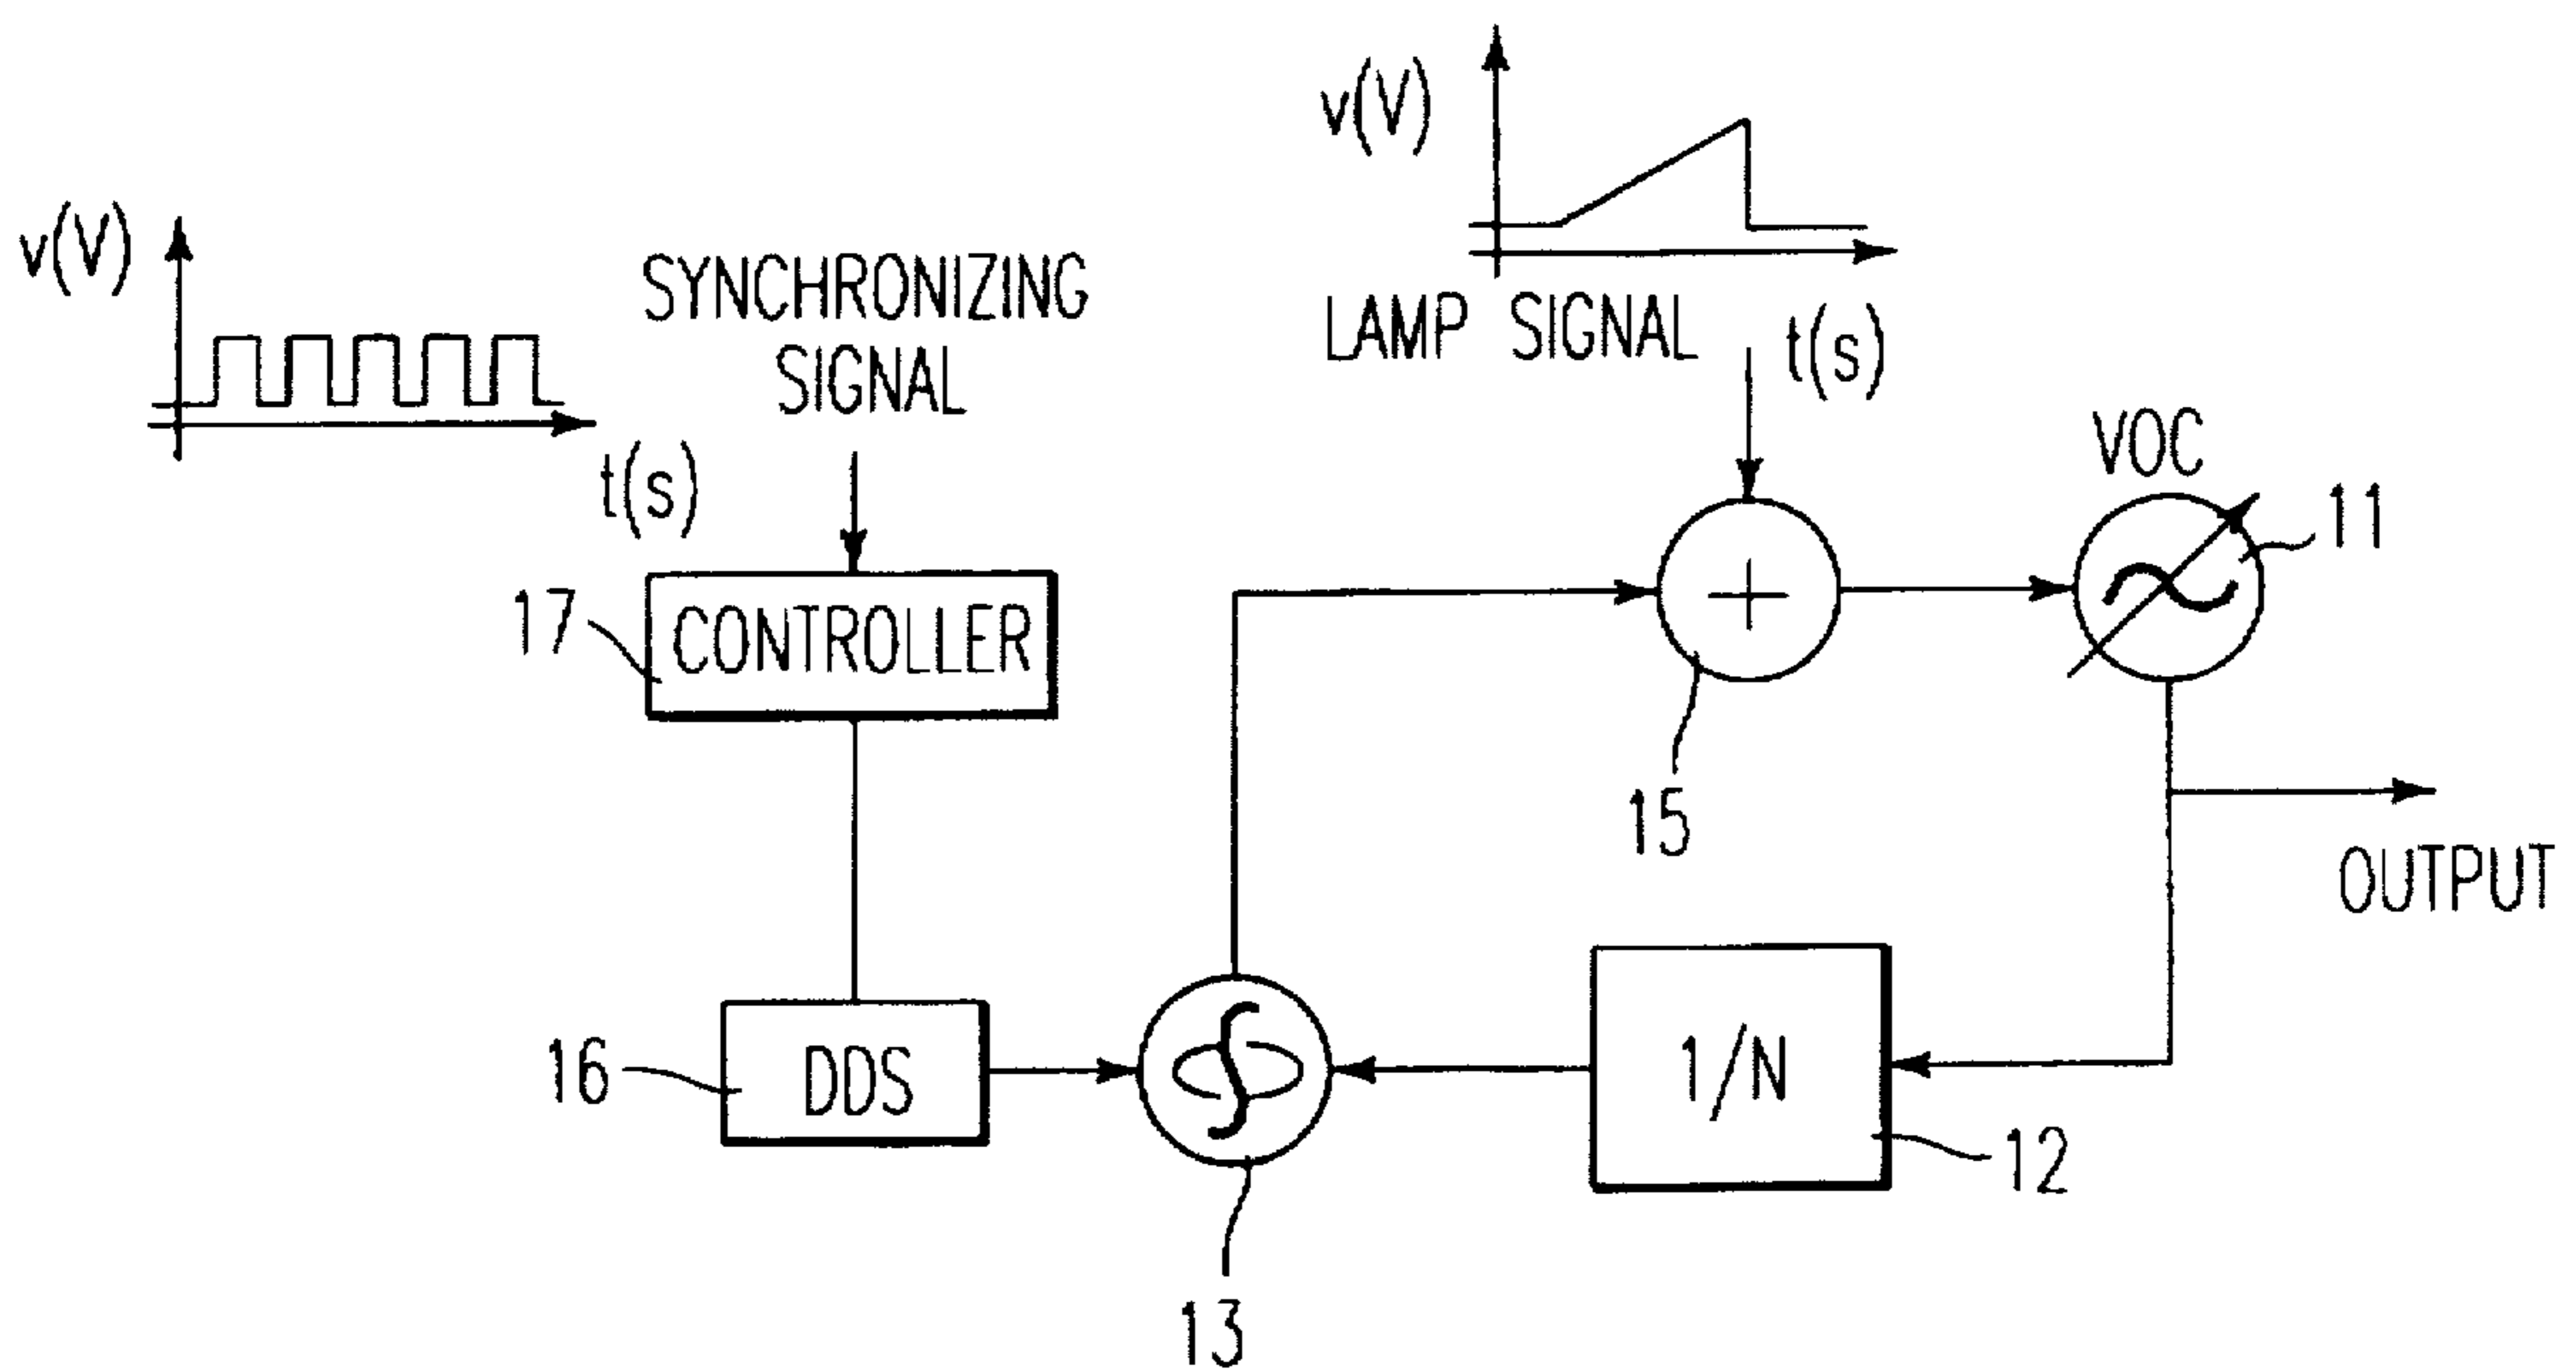 v(V)
t(s)
SYNCHRONIZING
SIGNAL
v(V)
LAMP SIGNAL
t(s)
17
CONTROLLER
VOC
11
15
OUTPUT
16
DDS
1/N
12
13